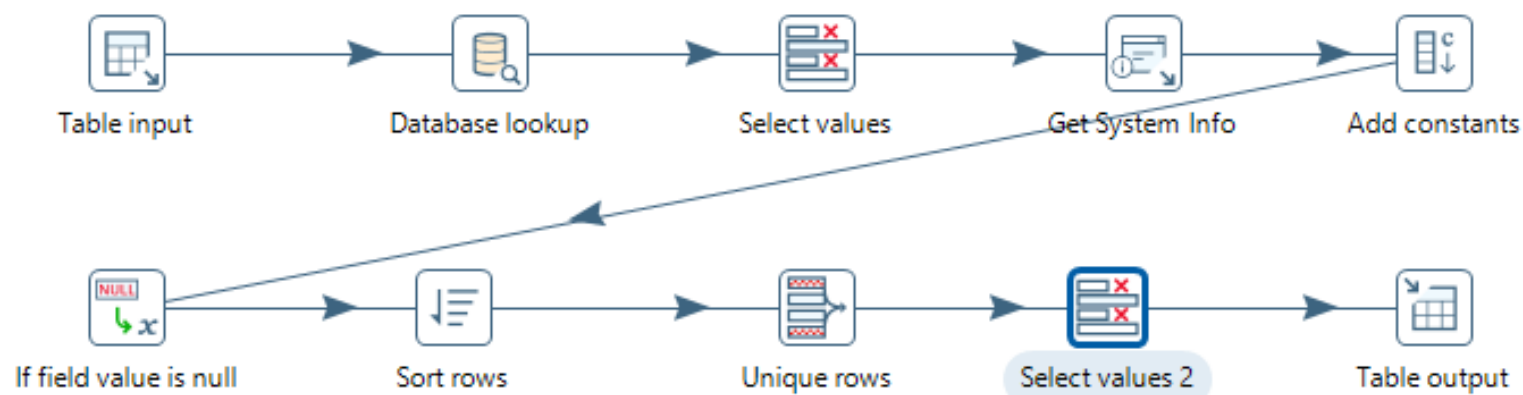 C
Table input
Database lookup
Select values
Get System Info
Add constants
NULL
x
If field value is null
Sort rows
Unique rows
Select values 2
Table output